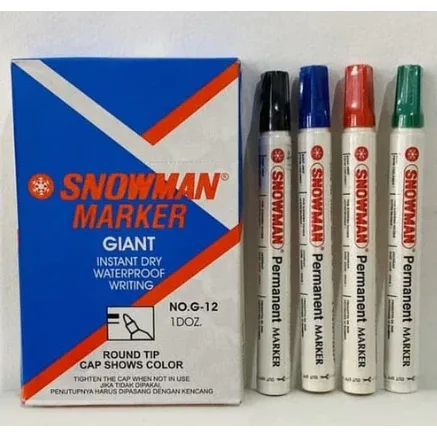 SNOWMAN®
MARKER
GIANT
INSTANT DRY
WATERPROOF
WRITING
NO.G-12
1 DOZ.
ROUND TIP
CAP SHOWS COLOR
TIGHTEN THE CAP WHEN NOT IN USE
JIKA TIDAK DIPAKAI,
PENUTUPNYA HARUS DIPASANG DENGAN KENCANG
SNOWMAN
Permanent MARKER
SNOWMAN
Permanent MARKER
SNOWMAN
Permanent MARKER
SNOWMAN
Permanent MARKER